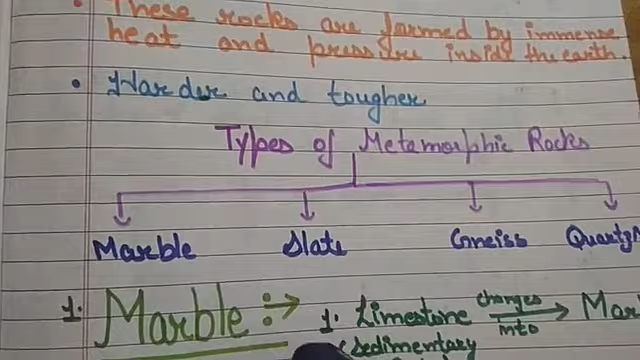 • These rocks are formed by immense
heat and pressure inside the earth.
• Harder and tougher
Types of Metamorphic Rocks
Marble Slate Gneiss
1. Marble :→ 1. Limestone changes into →
(Sedimentary